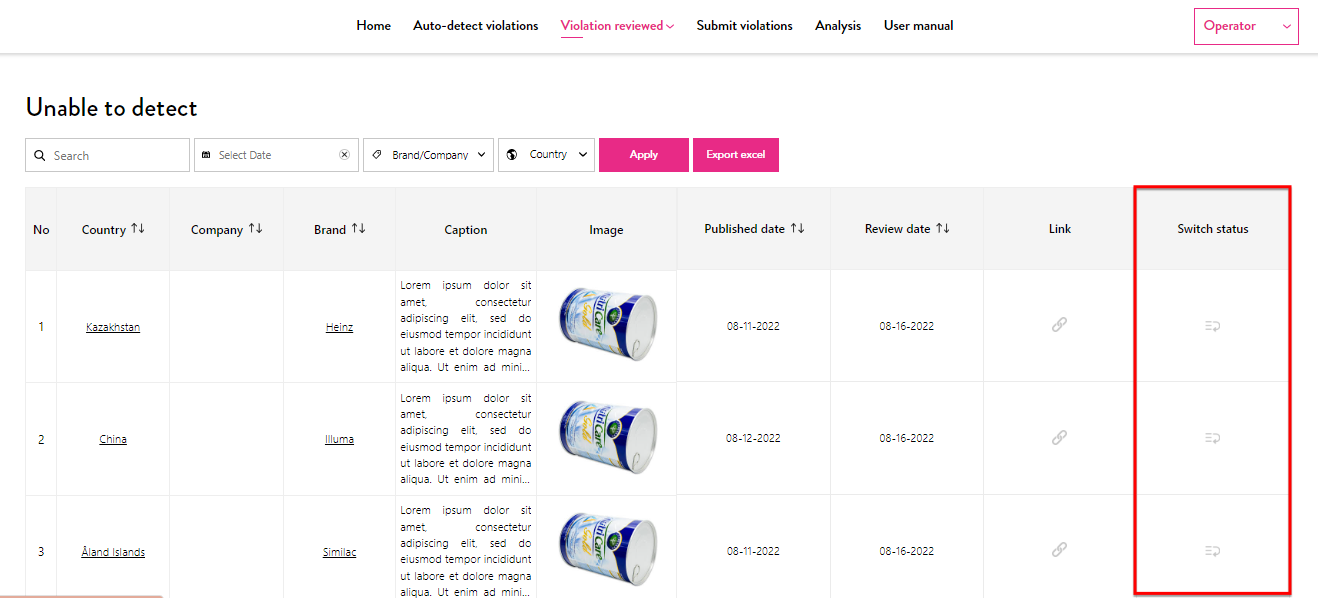 Home Auto-detect violations Violation reviewed Submit violations Analysis User manual Operator
Unable to detect
Search Select Date Brand/Company Country Apply Export excel
No Country Company Brand Caption Image Published date Review date Link Switch status
1 Kazakhstan Heinz
Lorem ipsum dolor sit
amet, consectetur
adipiscing elit, sed do
eiusmod tempor incididunt
ut labore et dolore magna
aliqua. Ut enim ad mini...
08-11-2022 08-16-2022
2 China Illuma
Lorem ipsum dolor sit
amet, consectetur
adipiscing elit, sed do
eiusmod tempor incididunt
ut labore et dolore magna
aliqua. Ut enim ad mini...
08-12-2022 08-16-2022
3 Åland Islands Similac
Lorem ipsum dolor sit
amet, consectetur
adipiscing elit, sed do
eiusmod tempor incididunt
ut labore et dolore magna
aliqua. Ut enim ad mini...
08-11-2022 08-16-2022